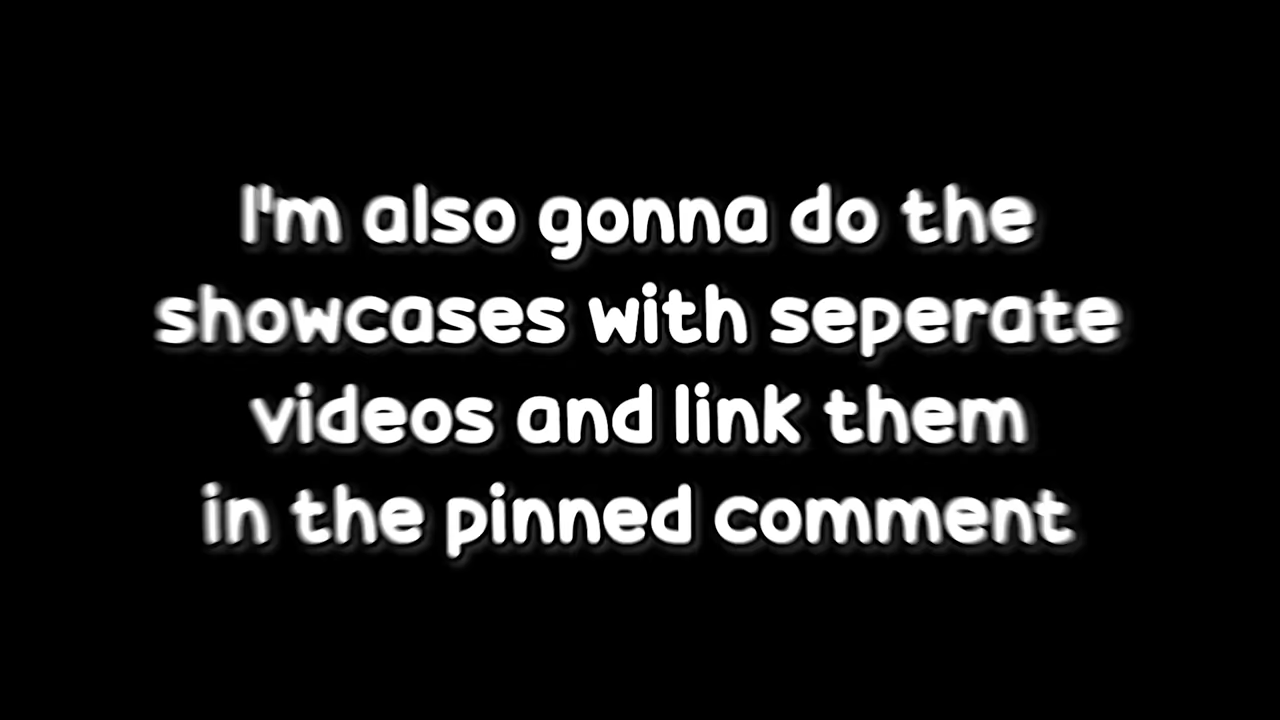 I'm also gonna do the
showcases with seperate
videos and link them
in the pinned comment